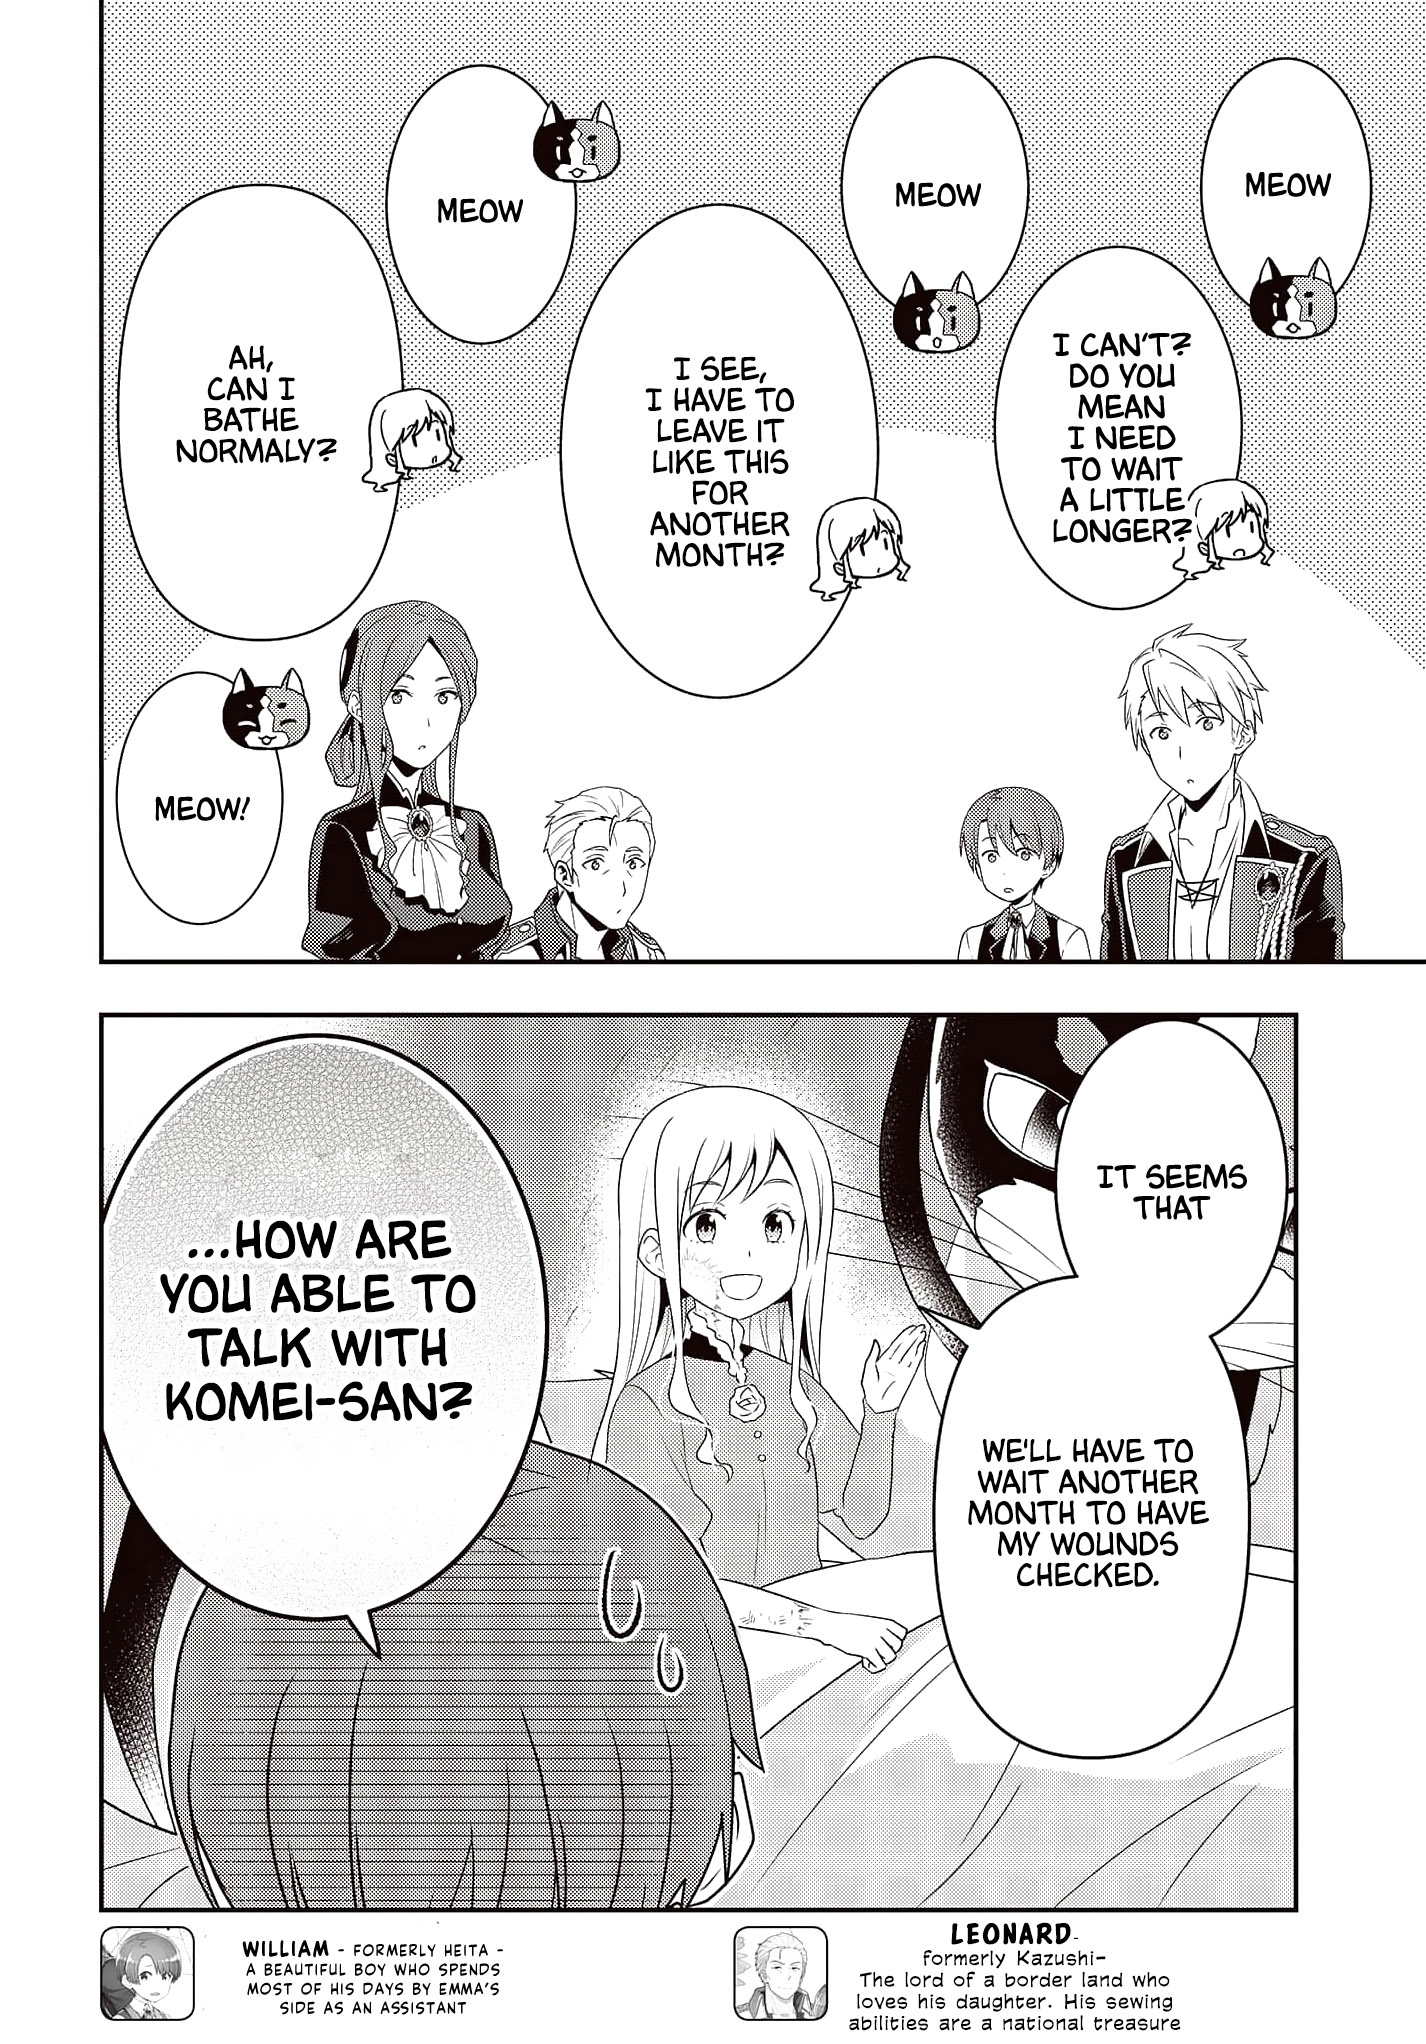 MEOW
I CAN'T?
DO YOU
MEAN
I NEED
TO WAIT
A LITTLE
LONGER?
MEOW
I SEE,
I HAVE TO
LEAVE IT
LIKE THIS
FOR
ANOTHER
MONTH?
MEOW
AH,
CAN I
BATHE
NORMALY?
MEOW!
IT SEEMS
THAT
WE'LL HAVE TO
WAIT ANOTHER
MONTH TO HAVE
MY WOUNDS
CHECKED.
...HOW ARE
YOU ABLE TO
TALK WITH
KOMEI-SAN?
WILLIAM - FORMERLY HEITA -
A BEAUTIFUL BOY WHO SPENDS
MOST OF HIS DAYS BY EMMA'S
SIDE AS AN ASSISTANT
LEONARD-
formerly Kazushi-
The lord of a border land who
loves his daughter. His sewing
abilities are a national treasure